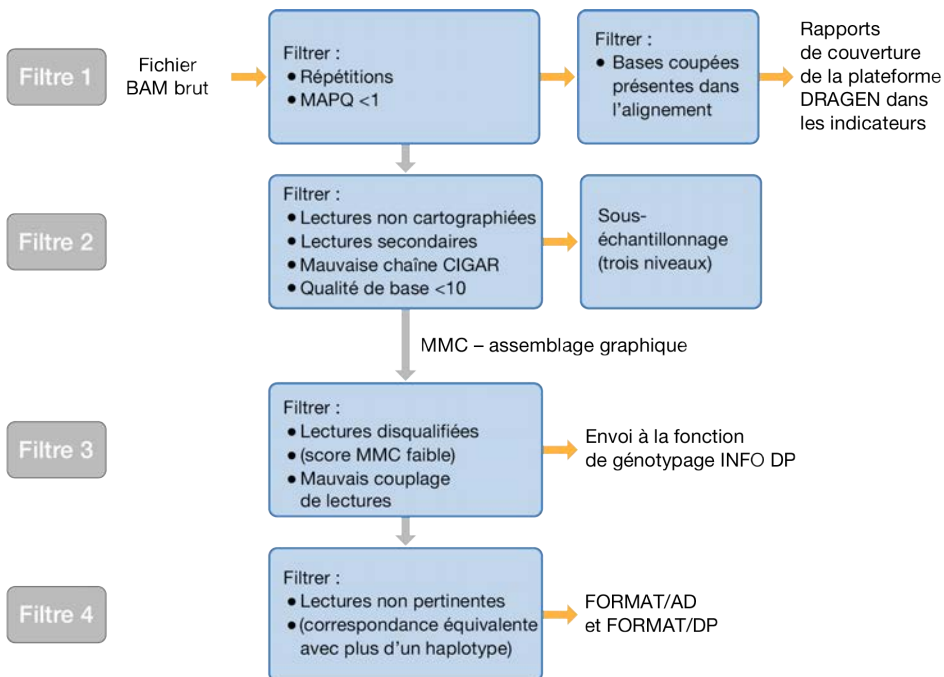 Filtre 1
Fichier
BAM brut
Filtrer :
• Répétitions
• MAPQ <1
Filtrer :
• Bases coupées
présentes dans
l'alignement
Rapports
de couverture
de la plateforme
DRAGEN dans
les indicateurs
Filtre 2
Filtrer :
• Lectures non cartographiées
• Lectures secondaires
• Mauvaise chaîne CIGAR
• Qualité de base <10
Sous-
échantillonnage
(trois niveaux)
MMC – assemblage graphique
Filtre 3
Filtrer :
• Lectures disqualifiées
• (score MMC faible)
• Mauvais couplage
de lectures
Envoi à la fonction
de génotypage INFO DP
Filtre 4
Filtrer :
• Lectures non pertinentes
• (correspondance équivalente
avec plus d'un haplotype)
FORMAT/AD
et FORMAT/DP